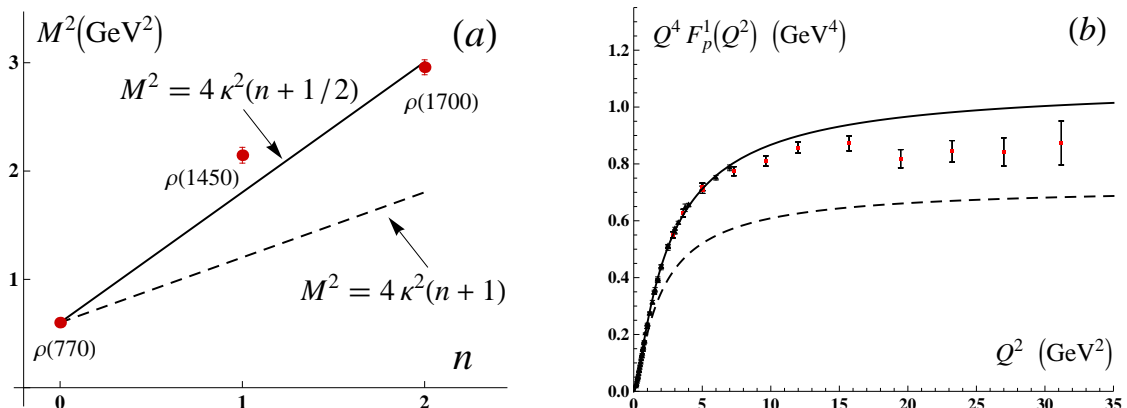 M²(GeV²)
(a)
3
M² = 4 κ²(n + 1/2)
ρ(1700)
2
ρ(1450)
1
M² = 4 κ²(n + 1)
ρ(770)
n
0 1 2
Q⁴ F_p^1(Q²) (GeV⁴)
(b)
1.2
1.0
0.8
0.6
0.4
0.2
Q² (GeV²)
0.0
0 5 10 15 20 25 30 35